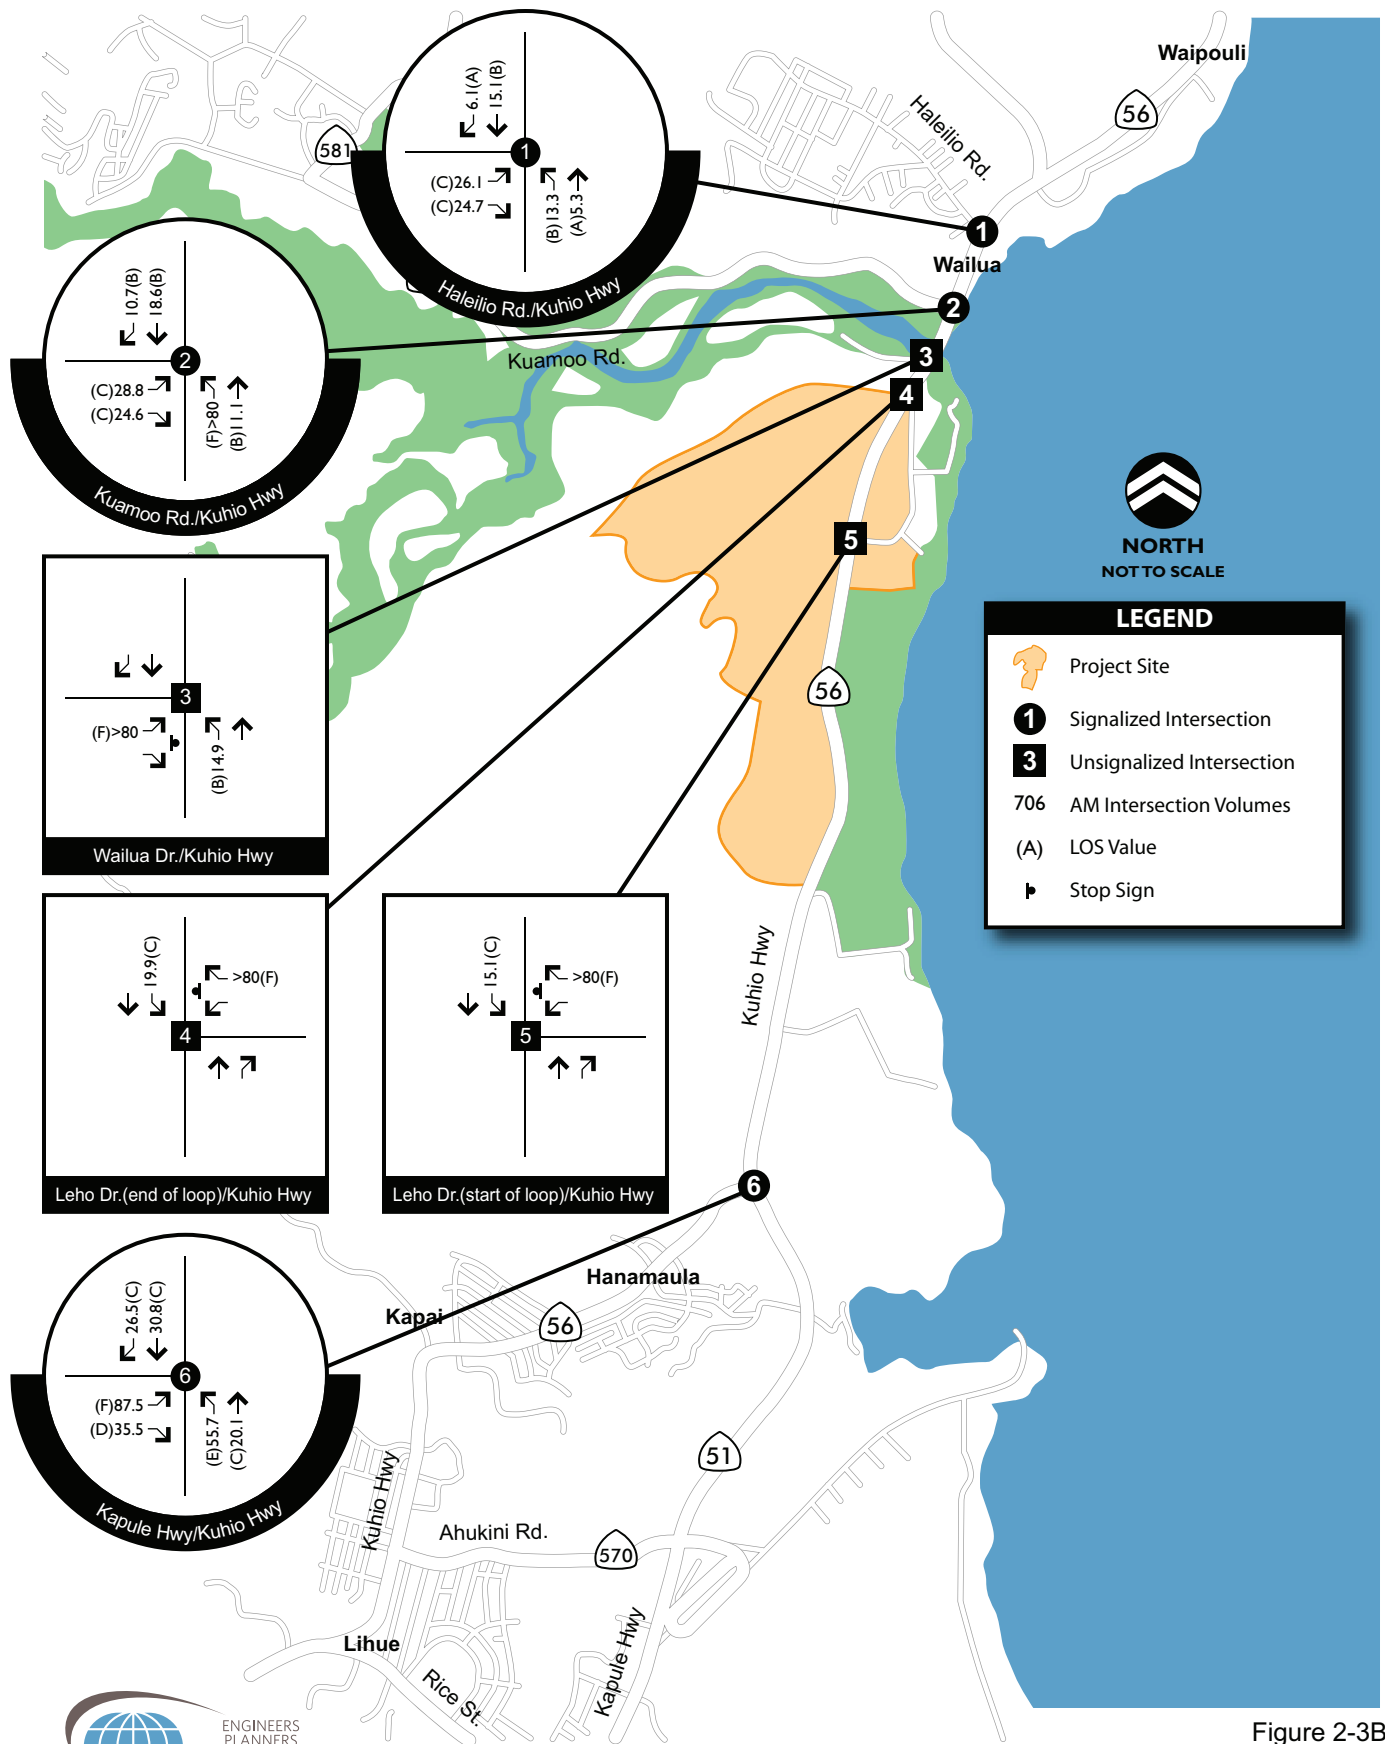 Waipouli
56
Haleilio Rd.
581
6.1(A)
15.1(B)
1
(C)26.1
(C)24.7
(B)13.3
(A)5.3
Haleilio Rd./Kuhio Hwy
1
Wailua
2
10.7(B)
18.6(B)
2
(C)28.8
(C)24.6
(F)>80
(B)11.1
Kuamoo Rd./Kuhio Hwy
Kuamoo Rd.
3
4
5
NORTH
NOT TO SCALE
LEGEND
Project Site
1 Signalized Intersection
3 Unsignalized Intersection
706 AM Intersection Volumes
(A) LOS Value
Stop Sign
3
(F)>80
(B)14.9
Wailua Dr./Kuhio Hwy
56
19.9(C)
>80(F)
4
Leho Dr.(end of loop)/Kuhio Hwy
15.1(C)
>80(F)
5
Leho Dr.(start of loop)/Kuhio Hwy
Kuhio Hwy
6
Hanamaula
Kapai
56
26.5(C)
30.8(C)
6
(F)87.5
(D)35.5
(E)55.7
(C)20.1
Kapule Hwy/Kuhio Hwy
51
Kuhio Hwy
Ahukini Rd.
570
Kapule Hwy
Lihue
Rice St.
ENGINEERS
PLANNERS
Figure 2-3B